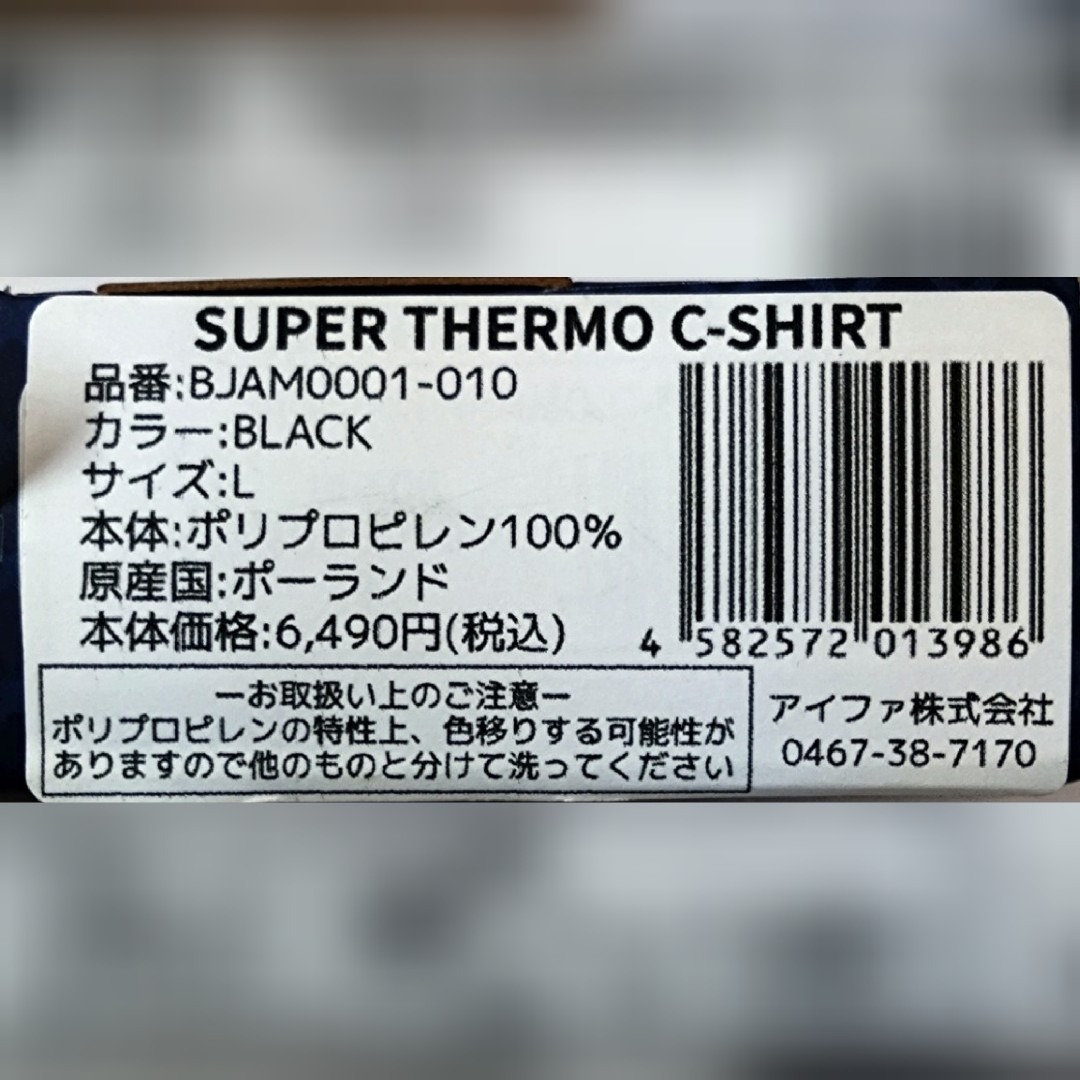 SUPER THERMO C-SHIRT
品番:BJAM0001-010
カラー:BLACK
サイズ:L
本体:ポリプロピレン100%
原産国:ポーランド
本体価格:6,490円(税込)
4 582572 013986
ーお取扱い上のご注意ー
ポリプロピレンの特性上、色移りする可能性が
ありますので他のものと分けて洗ってください
アイファ株式会社
0467-38-7170